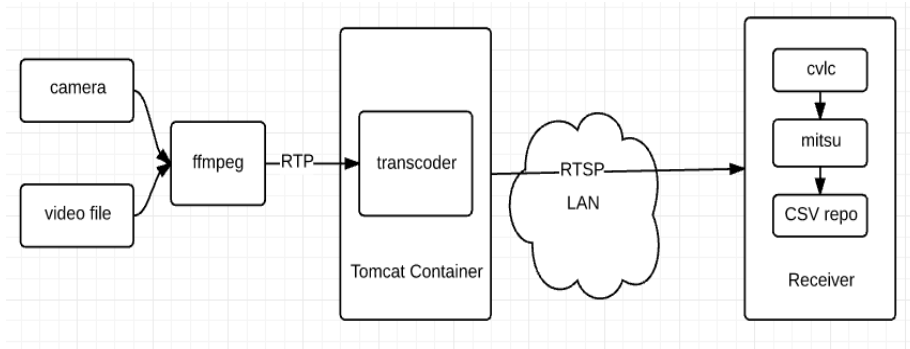 camera
video file
ffmpeg
RTP
transcoder
Tomcat Container
RTSP
LAN
cvlc
mitsu
CSV repo
Receiver